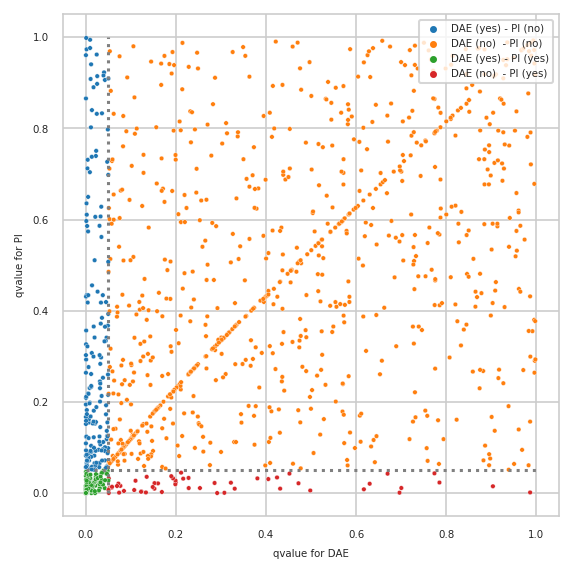 DAE (yes) - PI (no)
DAE (no) - PI (no)
DAE (yes) - PI (yes)
DAE (no) - PI (yes)
1.0
0.8
0.6
0.4
0.2
0.0
qvalue for PI
0.0 0.2 0.4 0.6 0.8 1.0
qvalue for DAE